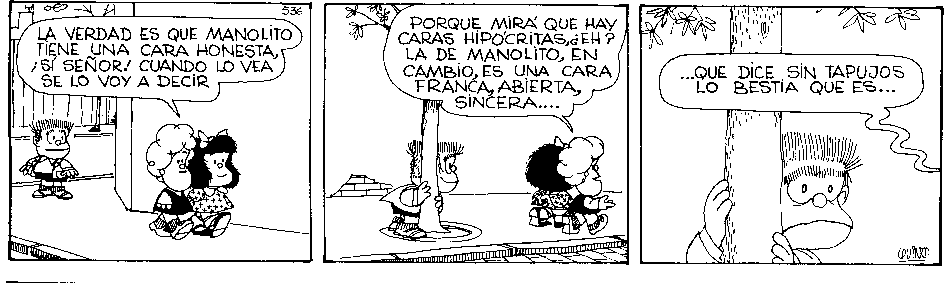 536
LA VERDAD ES QUE MANOLITO
TIENE UNA CARA HONESTA,
¡SÍ SEÑOR! CUANDO LO VEA
SE LO VOY A DECIR
PORQUE MIRÁ QUE HAY
CARAS HIPÓCRITAS, ¿EH?
LA DE MANOLITO, EN
CAMBIO, ES UNA CARA
FRANCA, ABIERTA,
SINCERA....
...QUE DICE SIN TAPUJOS
LO BESTIA QUE ES...